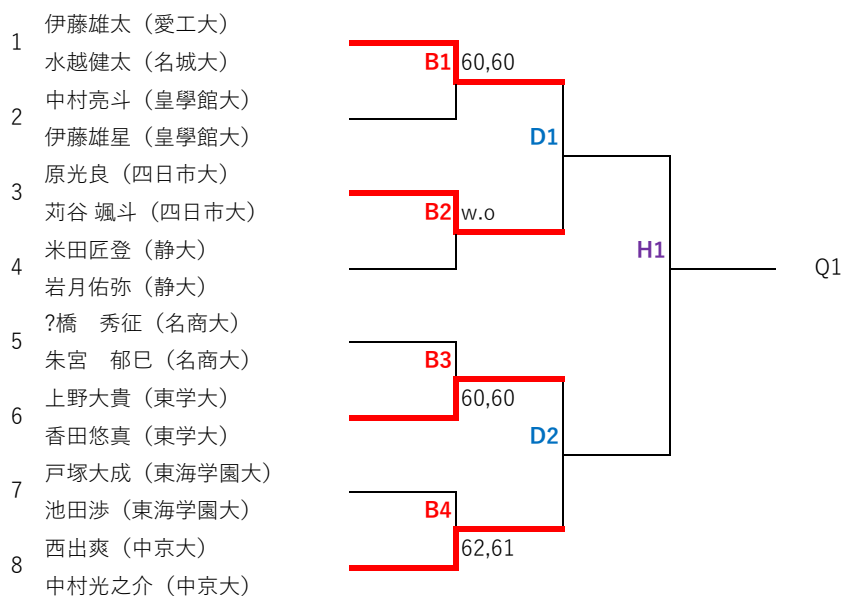 1 伊藤雄太（愛工大）
水越健太（名城大）
B1 60,60
2 中村亮斗（皇學館大）
伊藤雄星（皇學館大）
D1
3 原光良（四日市大）
苅谷 颯斗（四日市大）
B2 w.o
4 米田匠登（静大）
岩月佑弥（静大）
H1
Q1
5 ?橋　秀征（名商大）
朱宮　郁巳（名商大）
B3
6 上野大貴（東学大）
香田悠真（東学大）
60,60
D2
7 戸塚大成（東海学園大）
池田渉（東海学園大）
B4
8 西出爽（中京大）
中村光之介（中京大）
62,61